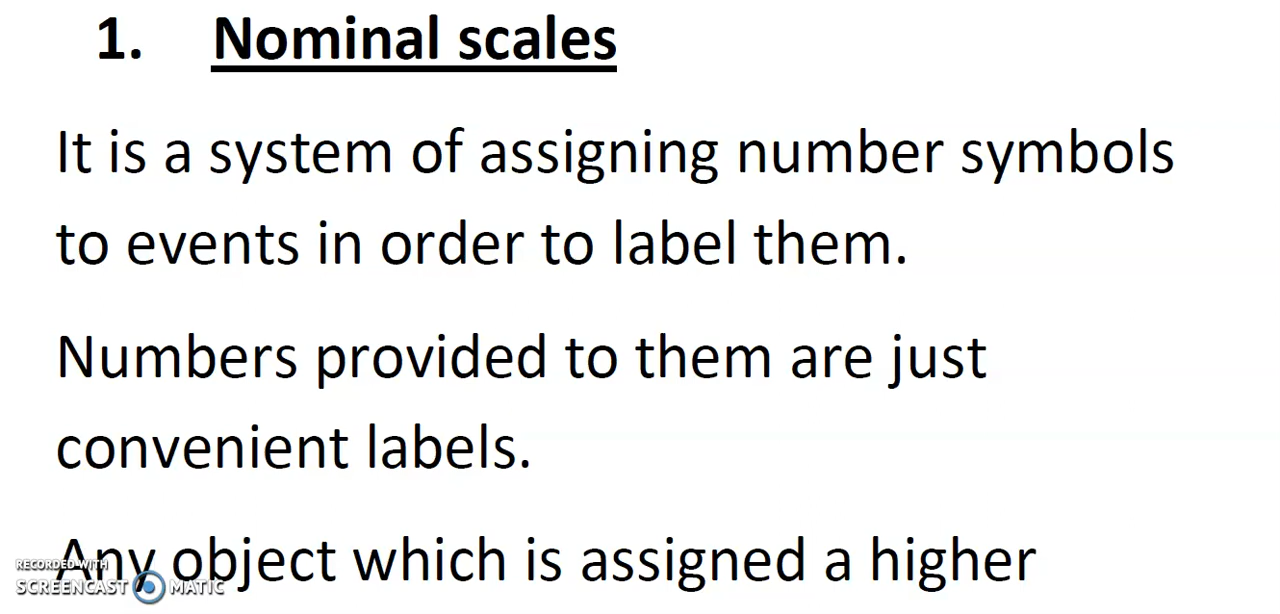 1. Nominal scales
It is a system of assigning number symbols
to events in order to label them.
Numbers provided to them are just
convenient labels.
Any object which is assigned a higher
RECORDED WITH
SCREENCAST MATIC